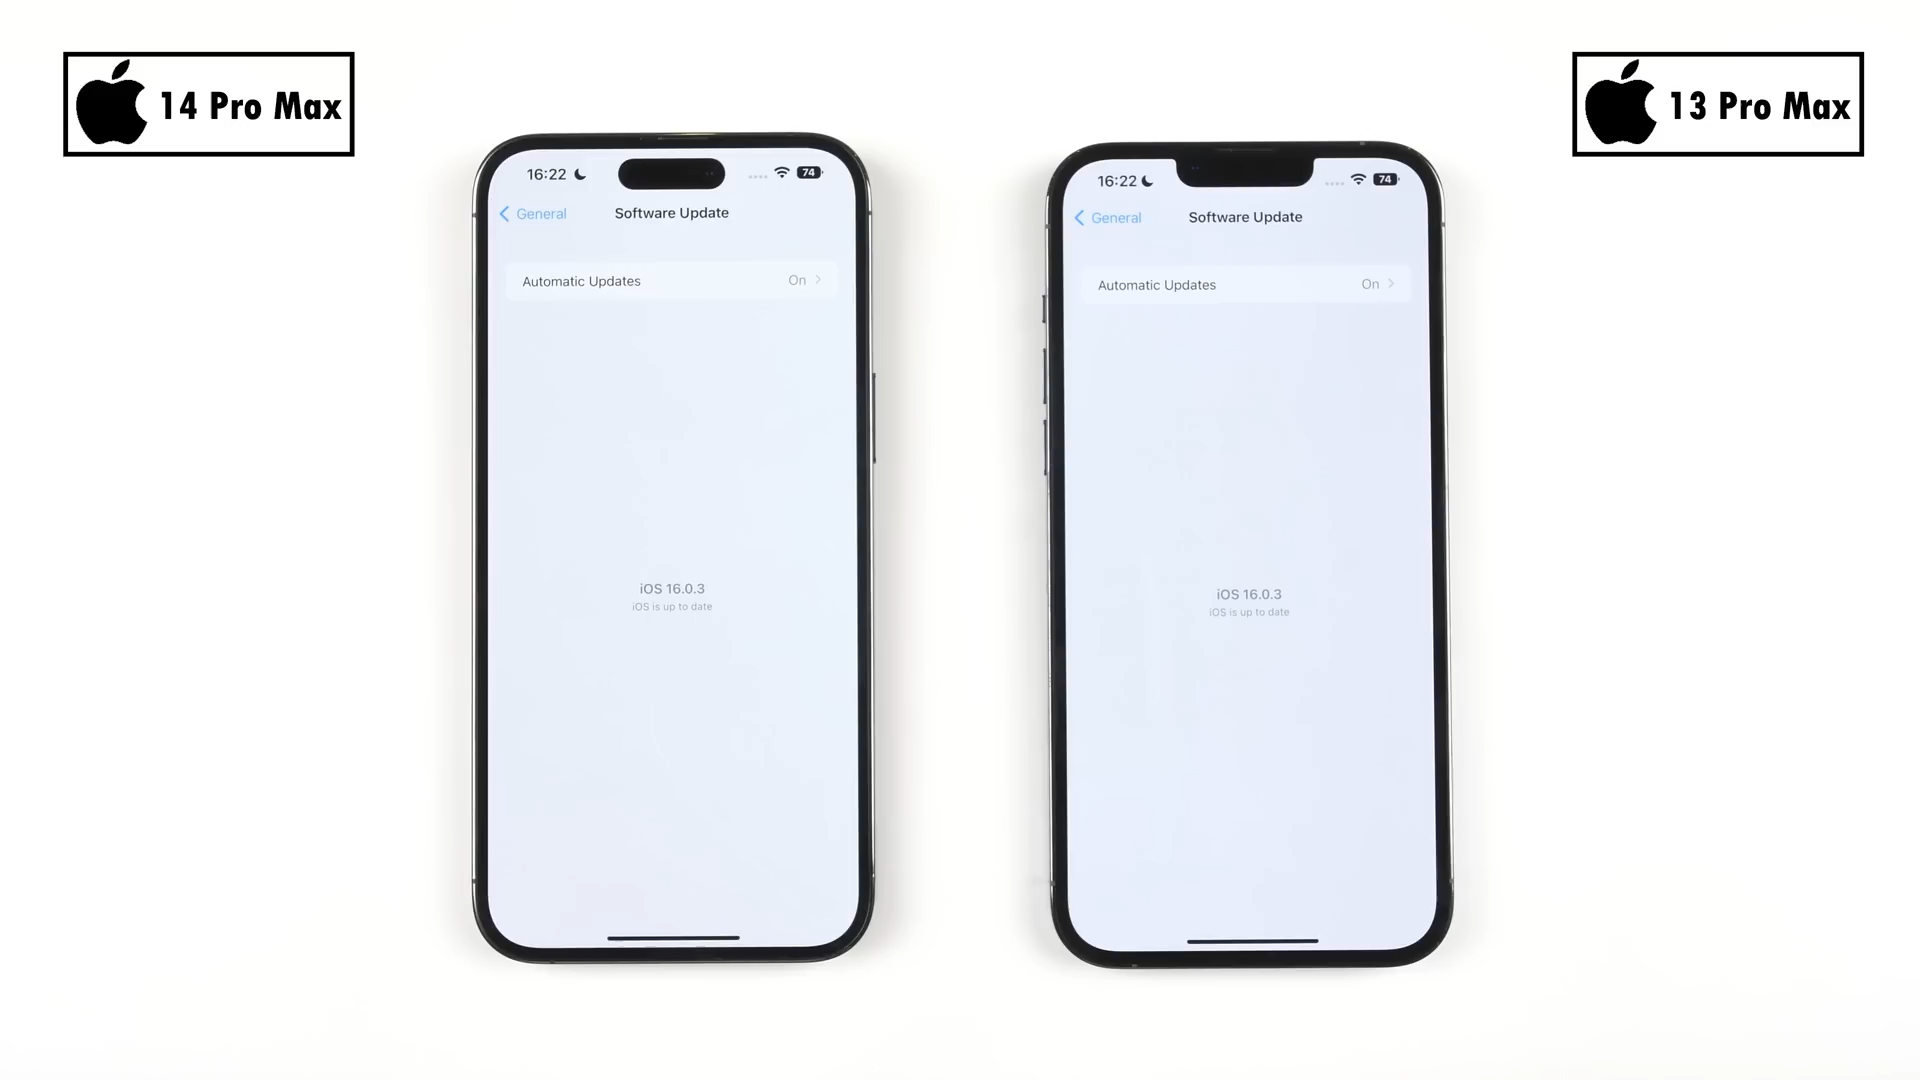 14 Pro Max
13 Pro Max
16:22
74
General
Software Update
Automatic Updates
On
iOS 16.0.3
iOS is up to date
16:22
74
General
Software Update
Automatic Updates
On
iOS 16.0.3
iOS is up to date